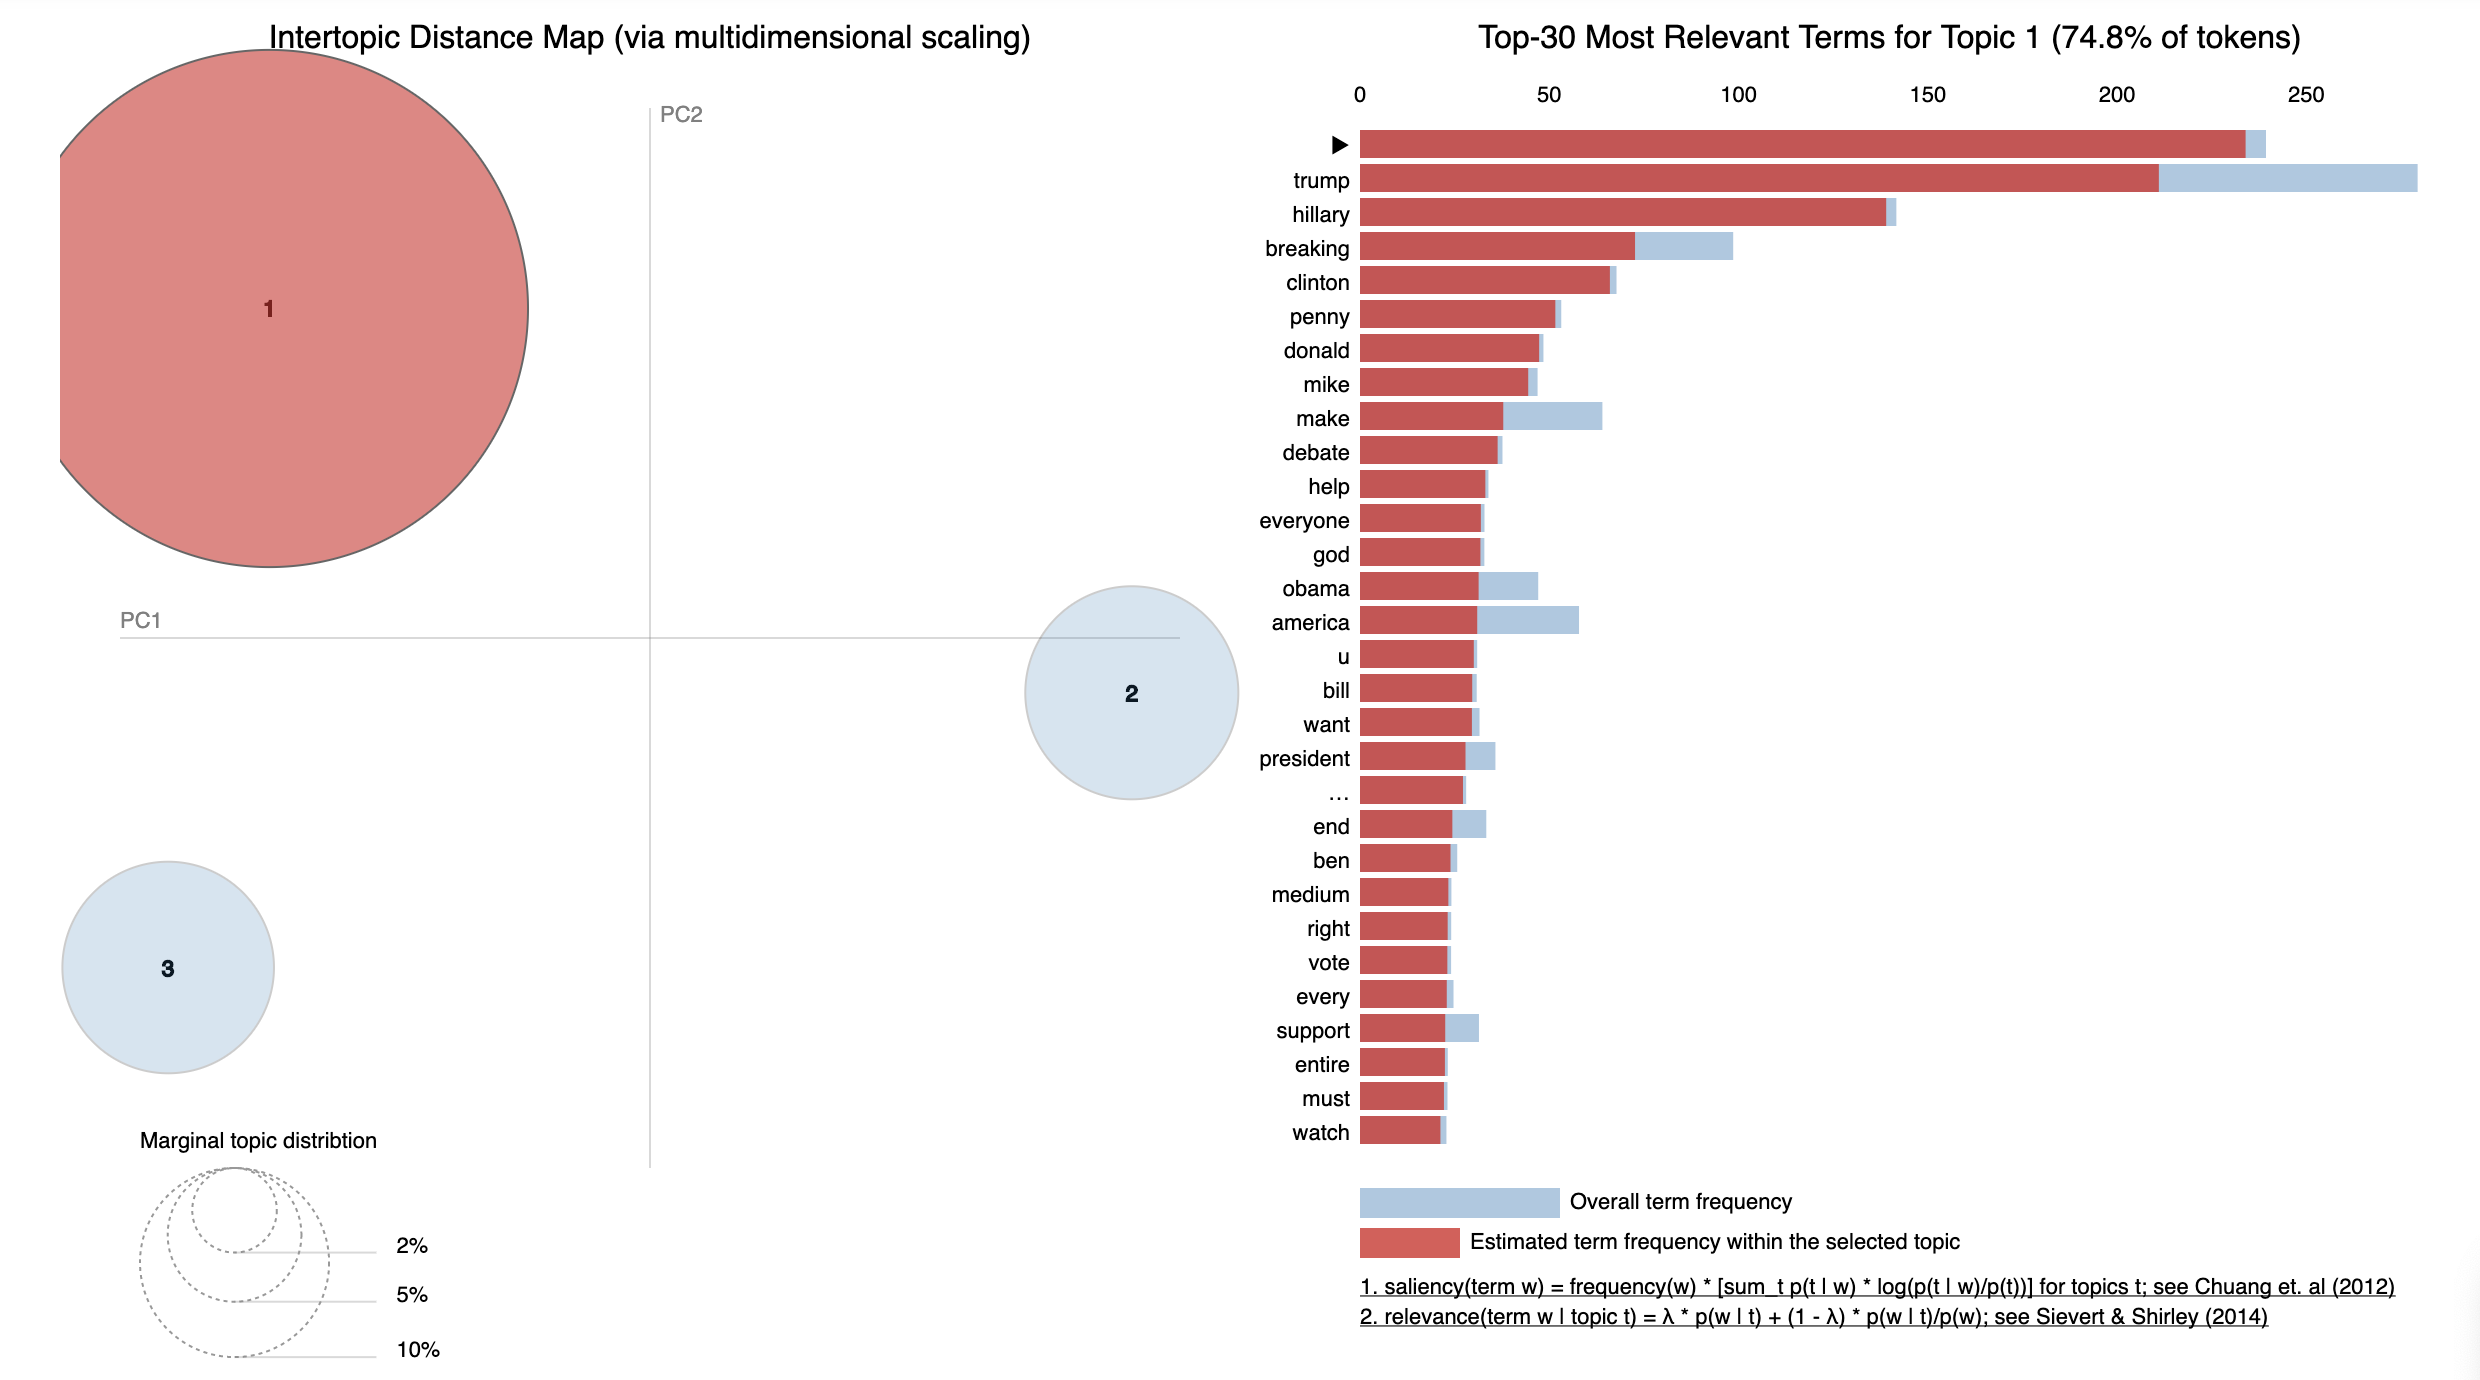 Intertopic Distance Map (via multidimensional scaling)
PC2
PC1
1
2
3
Marginal topic distribtion
2%
5%
10%
Top-30 Most Relevant Terms for Topic 1 (74.8% of tokens)
0 50 100 150 200 250
▶
trump
hillary
breaking
clinton
penny
donald
mike
make
debate
help
everyone
god
obama
america
u
bill
want
president
…
end
ben
medium
right
vote
every
support
entire
must
watch
Overall term frequency
Estimated term frequency within the selected topic
1. saliency(term w) = frequency(w) * [sum_t p(t | w) * log(p(t | w)/p(t))] for topics t; see Chuang et. al (2012)
2. relevance(term w | topic t) = λ * p(w | t) + (1 - λ) * p(w | t)/p(w); see Sievert & Shirley (2014)